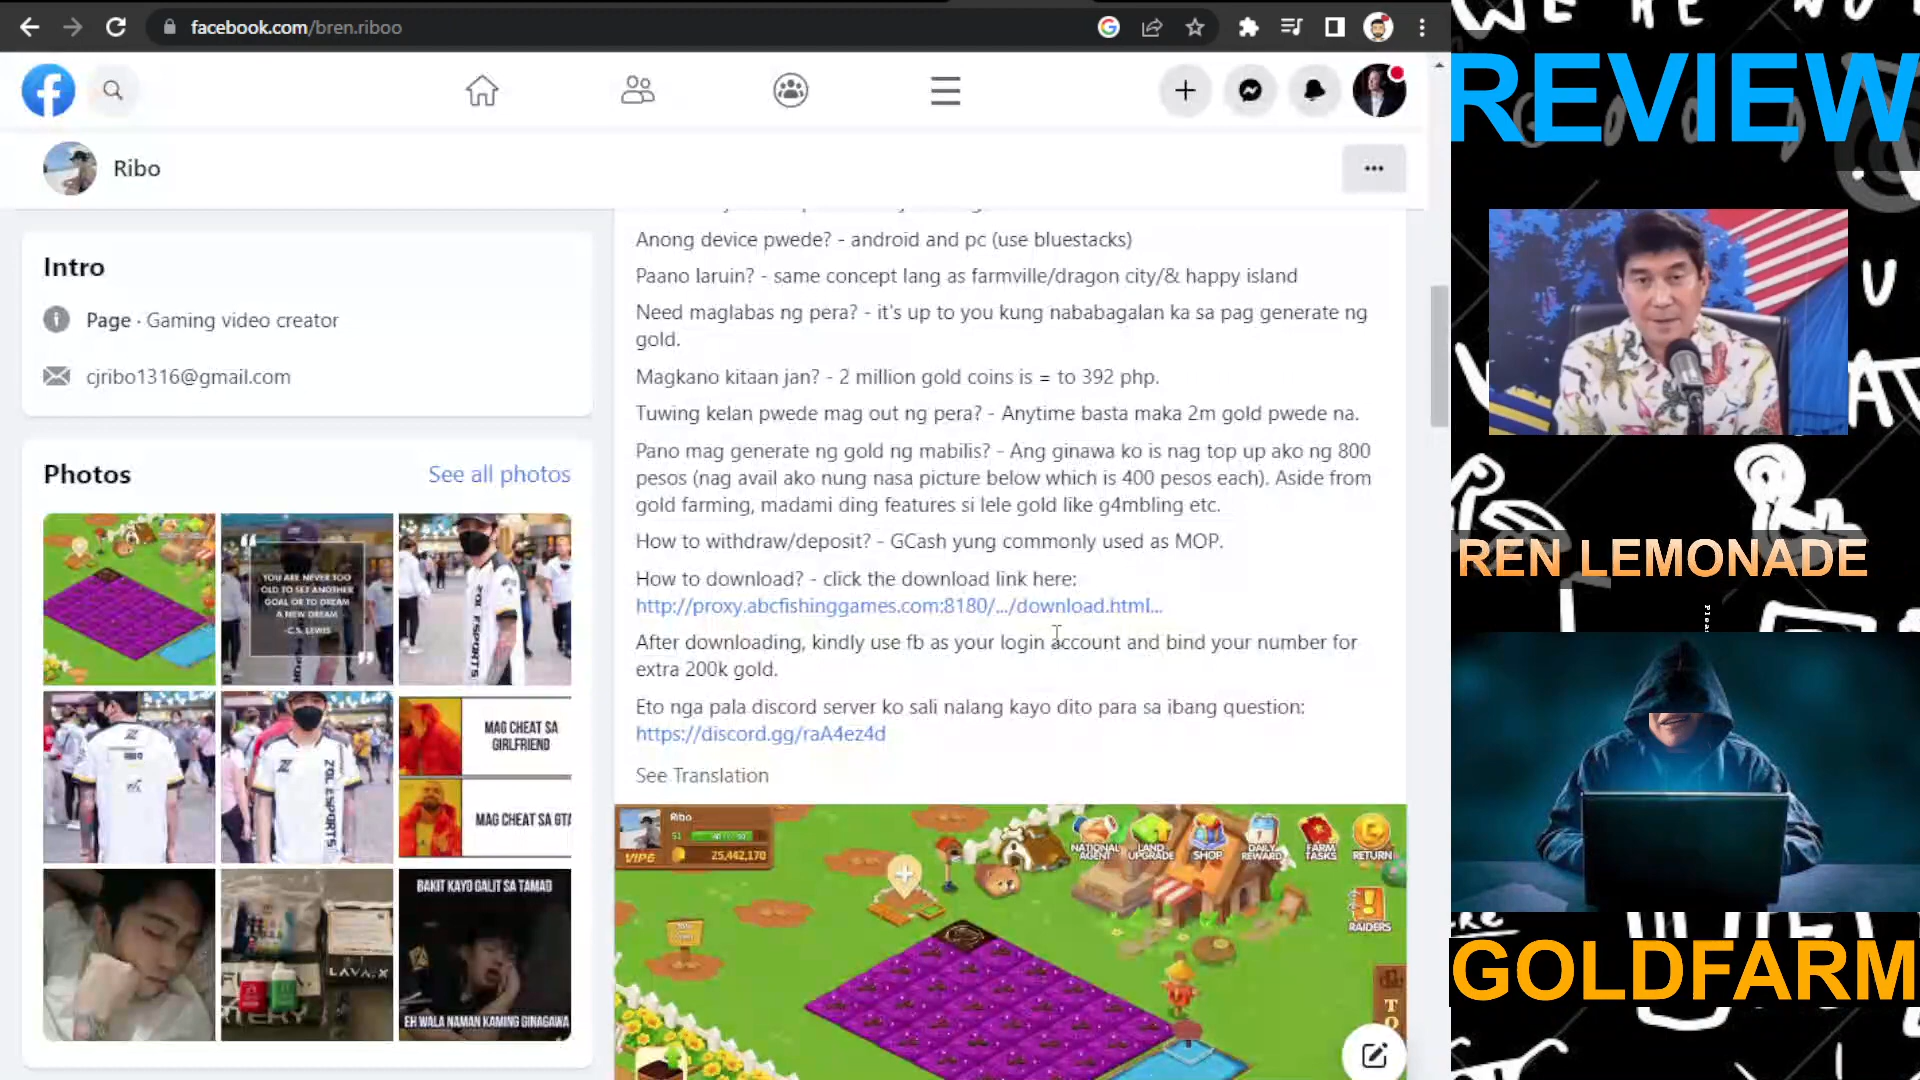 facebook.com/bren.riboo
Ribo
Intro
Page · Gaming video creator
cjribo1316@gmail.com
Photos
See all photos
YOU ARE NEVER TOO
OLD TO SET ANOTHER
GOAL OR TO DREAM
A NEW DREAM
-C.S. LEWIS
ZOL ESPORTS
ZOL ESPORTS
MAG CHEAT SA
GIRLFRIEND
MAG CHEAT SA GTA
LAVA.X
BAKIT KAYO GALIT SA TAMAD
EH WALA NAMAN KAMING GINAGAWA
Anong device pwede? - android and pc (use bluestacks)
Paano laruin? - same concept lang as farmville/dragon city/& happy island
Need maglabas ng pera? - it's up to you kung nababagalan ka sa pag generate ng
gold.
Magkano kitaan jan? - 2 million gold coins is = to 392 php.
Tuwing kelan pwede mag out ng pera? - Anytime basta maka 2m gold pwede na.
Pano mag generate ng gold ng mabilis? - Ang ginawa ko is nag top up ako ng 800
pesos (nag avail ako nung nasa picture below which is 400 pesos each). Aside from
gold farming, madami ding features si lele gold like g4mbling etc.
How to withdraw/deposit? - GCash yung commonly used as MOP.
How to download? - click the download link here:
http://proxy.abcfishinggames.com:8180/.../download.html...
After downloading, kindly use fb as your login account and bind your number for
extra 200k gold.
Eto nga pala discord server ko sali nalang kayo dito para sa ibang question:
https://discord.gg/raA4ez4d
See Translation
Ribo
51
VIP6
25,442,170
NATIONAL
AGENT
LAND
UPGRADE
SHOP
DAILY
REWARD
FARM
TASKS
RETURN
RAIDERS
TO
REVIEW
REN LEMONADE
GOLDFARM